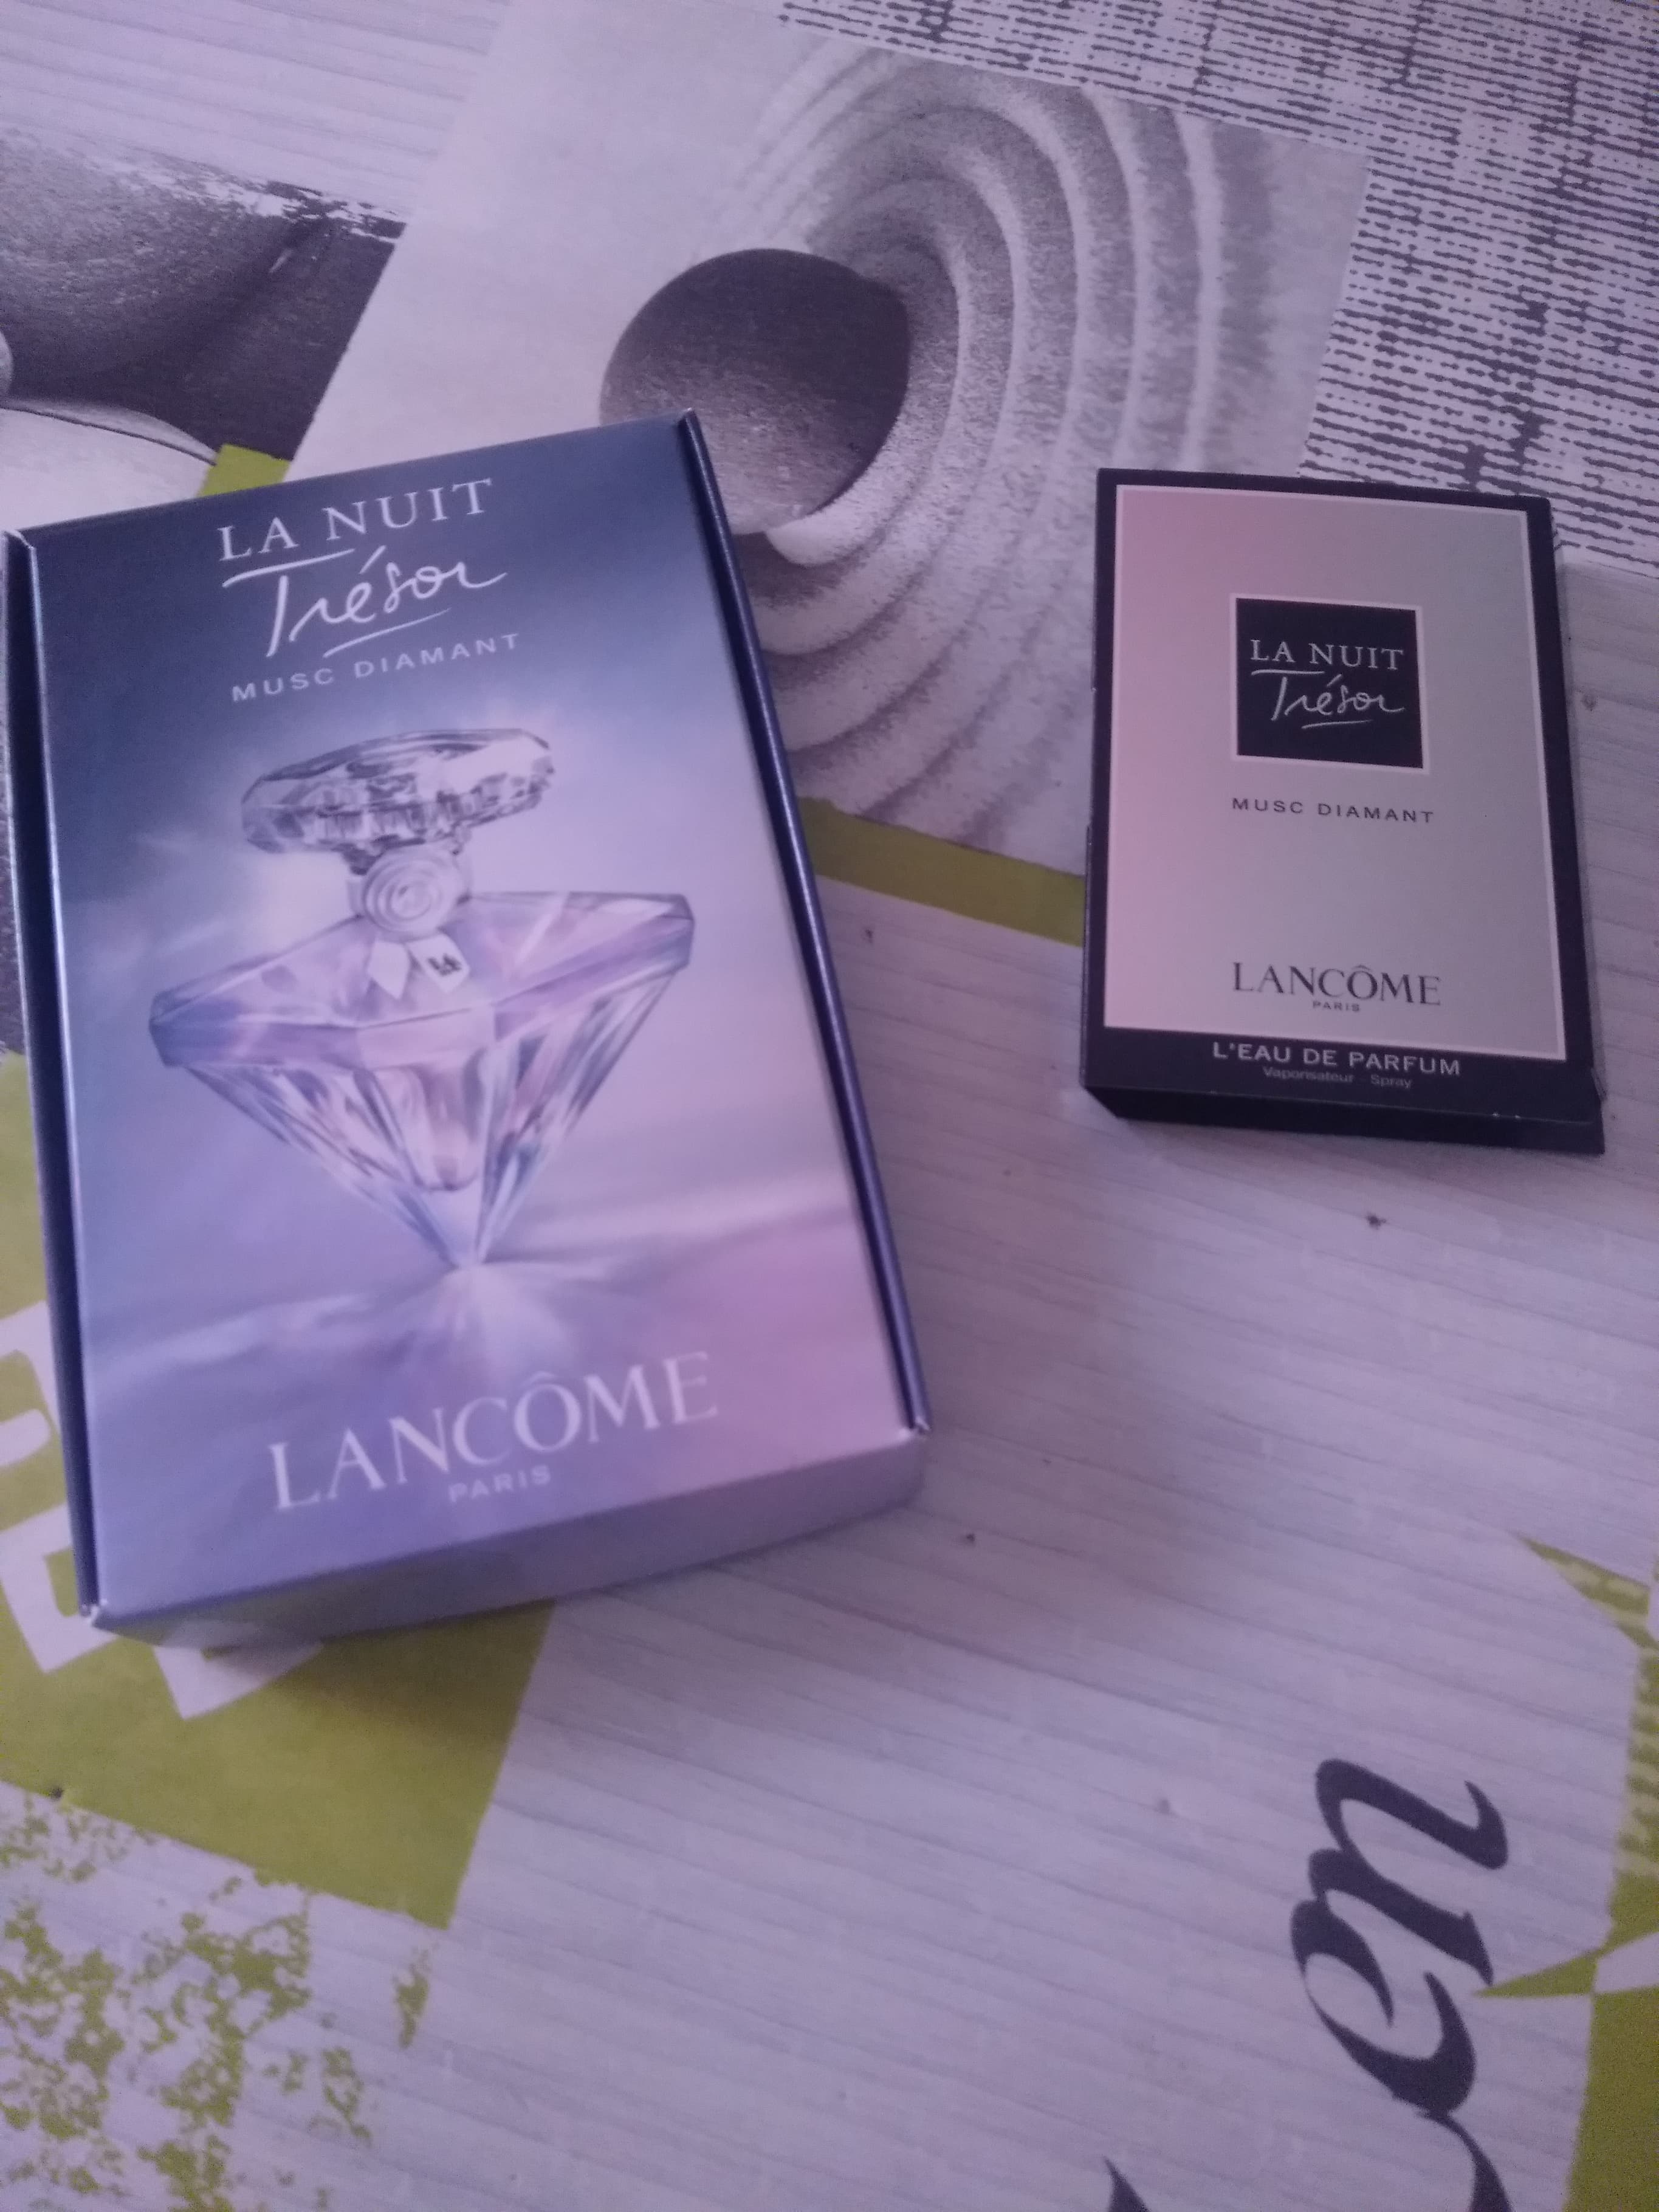 LA NUIT
Trésor
MUSC DIAMANT
LANCÔME
PARIS
LA NUIT
Trésor
MUSC DIAMANT
LANCÔME
PARIS
L'EAU DE PARFUM
Vaporisateur - Spray